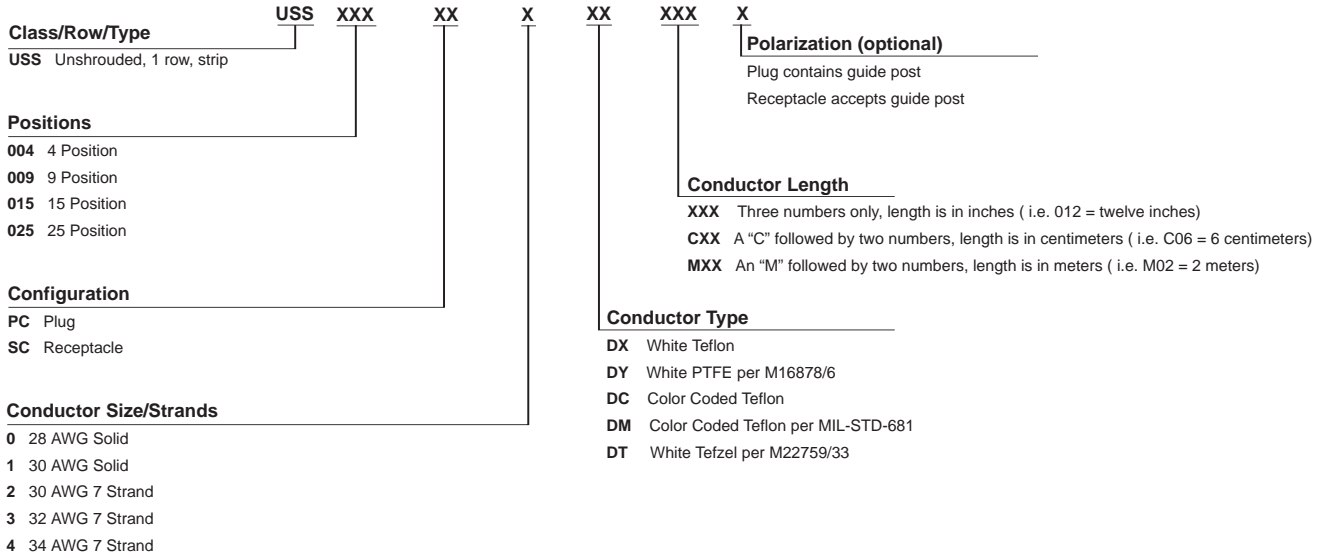 USS XXX XX X XX XXX X
Class/Row/Type
USS Unshrouded, 1 row, strip
Positions
004 4 Position
009 9 Position
015 15 Position
025 25 Position
Configuration
PC Plug
SC Receptacle
Conductor Size/Strands
0 28 AWG Solid
1 30 AWG Solid
2 30 AWG 7 Strand
3 32 AWG 7 Strand
4 34 AWG 7 Strand
Polarization (optional)
Plug contains guide post
Receptacle accepts guide post
Conductor Length
XXX Three numbers only, length is in inches ( i.e. 012 = twelve inches)
CXX A “C” followed by two numbers, length is in centimeters ( i.e. C06 = 6 centimeters)
MXX An “M” followed by two numbers, length is in meters ( i.e. M02 = 2 meters)
Conductor Type
DX White Teflon
DY White PTFE per M16878/6
DC Color Coded Teflon
DM Color Coded Teflon per MIL-STD-681
DT White Tefzel per M22759/33